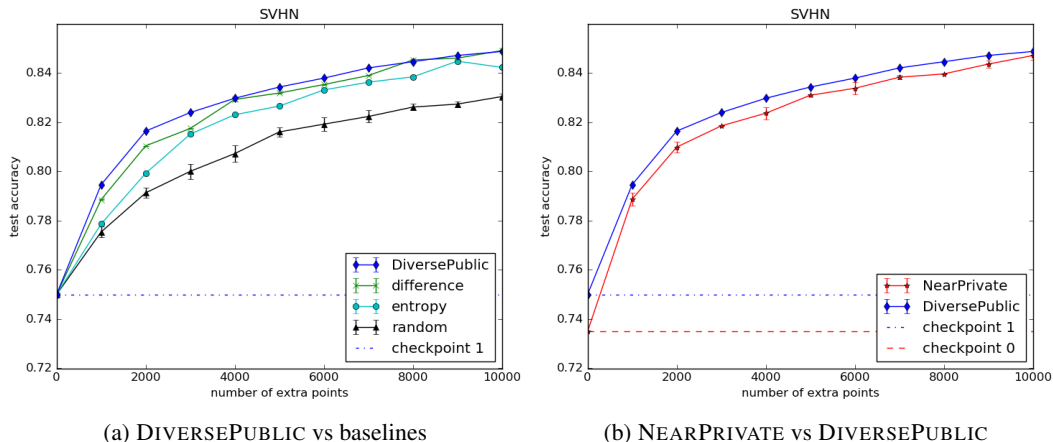 SVHN
test accuracy
0.84
0.82
0.80
0.78
0.76
0.74
0.72
DiversePublic
difference
entropy
random
checkpoint 1
0 2000 4000 6000 8000 10000
number of extra points
(a) DIVERSEPUBLIC vs baselines
SVHN
test accuracy
0.84
0.82
0.80
0.78
0.76
0.74
0.72
NearPrivate
DiversePublic
checkpoint 1
checkpoint 0
0 2000 4000 6000 8000 10000
number of extra points
(b) NEARPRIVATE vs DIVERSEPUBLIC